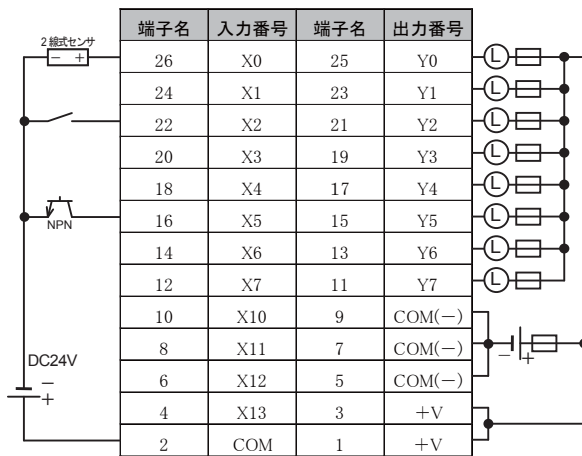 端子名 入力番号 端子名 出力番号
2線式センサ
− +
26 X0 25 Y0 L
24 X1 23 Y1 L
22 X2 21 Y2 L
20 X3 19 Y3 L
18 X4 17 Y4 L
16 X5 15 Y5 L
NPN
14 X6 13 Y6 L
12 X7 11 Y7 L
10 X10 9 COM(−)
8 X11 7 COM(−)
− +
DC24V
6 X12 5 COM(−)
−
+
4 X13 3 +V
2 COM 1 +V